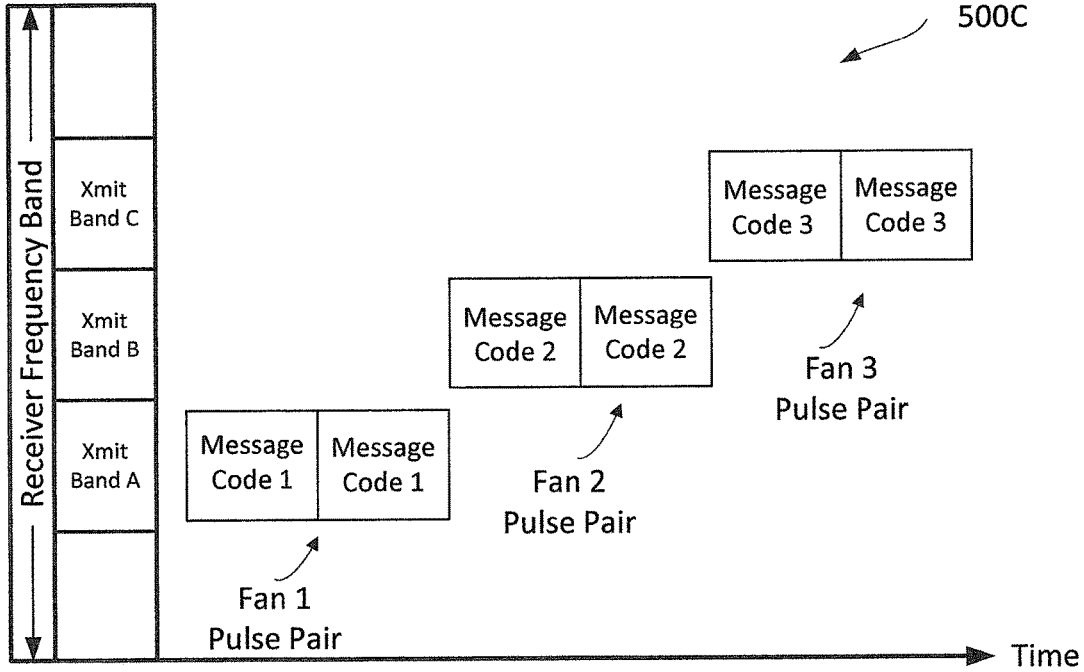 500C
Receiver Frequency Band
Xmit
Band C
Xmit
Band B
Xmit
Band A
Message
Code 3
Message
Code 3
Fan 3
Pulse Pair
Message
Code 2
Message
Code 2
Fan 2
Pulse Pair
Message
Code 1
Message
Code 1
Fan 1
Pulse Pair
Time